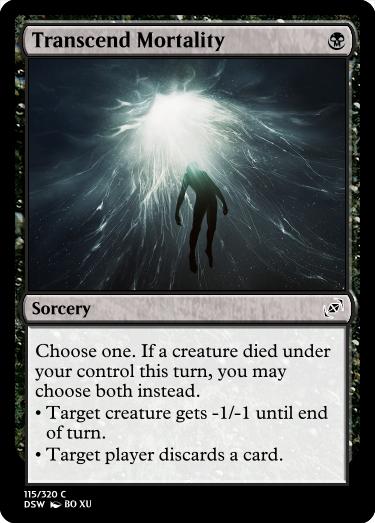 Transcend Mortality
Sorcery
Choose one. If a creature died under
your control this turn, you may
choose both instead.
• Target creature gets -1/-1 until end
of turn.
• Target player discards a card.
115/320 C
DSW BO XU